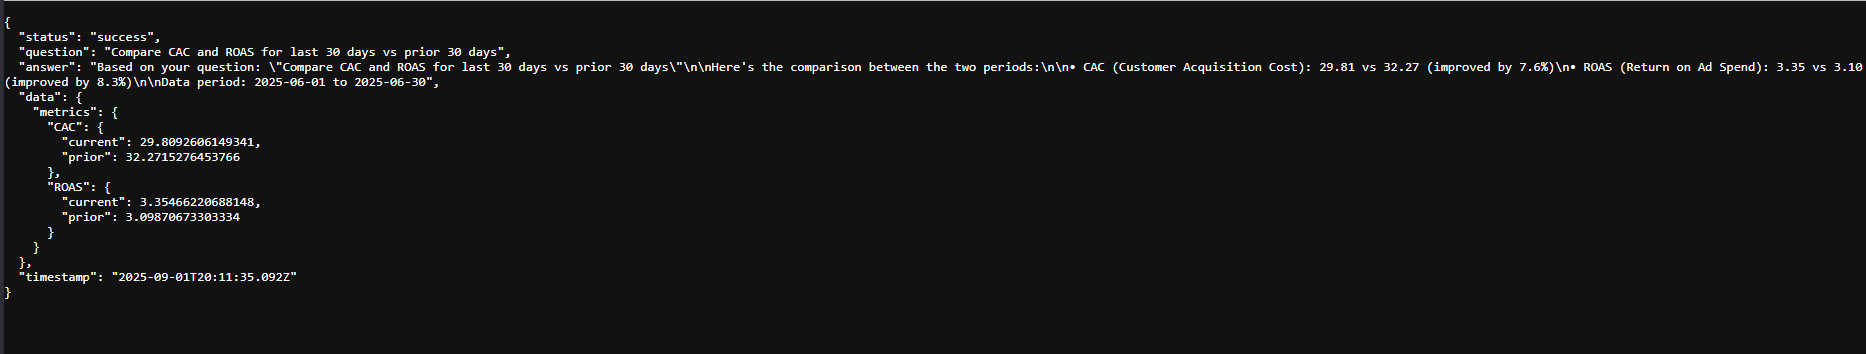 {
  "status": "success",
  "question": "Compare CAC and ROAS for last 30 days vs prior 30 days",
  "answer": "Based on your question: \"Compare CAC and ROAS for last 30 days vs prior 30 days\"\n\nHere's the comparison between the two periods:\n\n• CAC (Customer Acquisition Cost): 29.81 vs 32.27 (improved by 7.6%)\n• ROAS (Return on Ad Spend): 3.35 vs 3.10
(improved by 8.3%)\n\nData period: 2025-06-01 to 2025-06-30",
  "data": {
    "metrics": {
      "CAC": {
        "current": 29.8092606149341,
        "prior": 32.2715276453766
      },
      "ROAS": {
        "current": 3.35466220688148,
        "prior": 3.09870673303334
      }
    }
  },
  "timestamp": "2025-09-01T20:11:35.092Z"
}